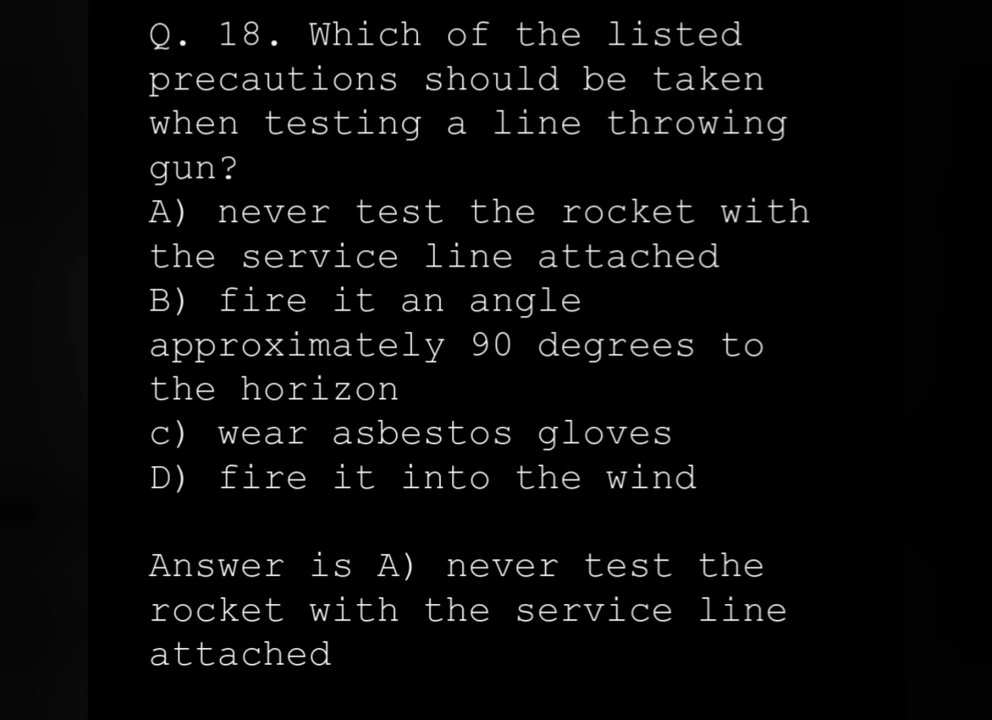 Q. 18. Which of the listed
precautions should be taken
when testing a line throwing
gun?
A) never test the rocket with
the service line attached
B) fire it an angle
approximately 90 degrees to
the horizon
c) wear asbestos gloves
D) fire it into the wind
Answer is A) never test the
rocket with the service line
attached